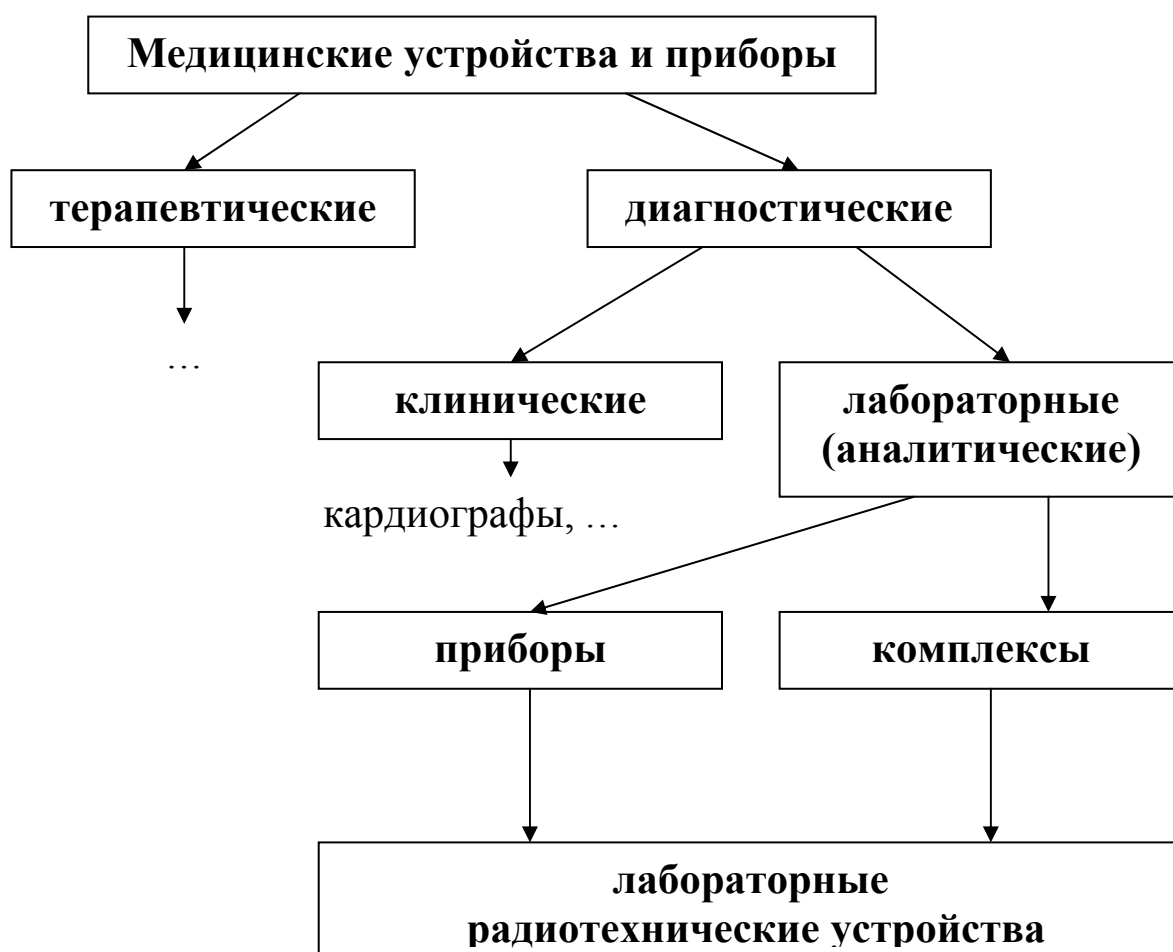 Медицинские устройства и приборы
терапевтические
диагностические
…
клинические
лабораторные
(аналитические)
кардиографы, …
приборы
комплексы
лабораторные
радиотехнические устройства